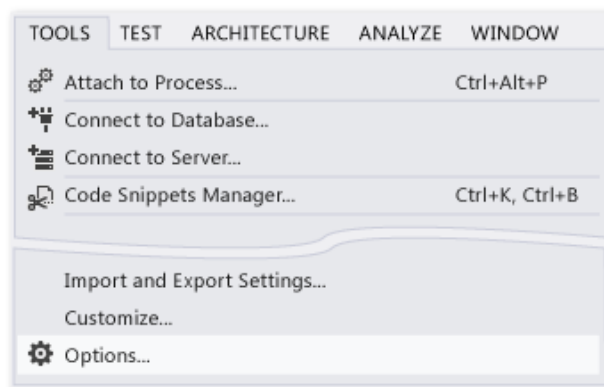 TOOLS TEST ARCHITECTURE ANALYZE WINDOW
Attach to Process... Ctrl+Alt+P
Connect to Database...
Connect to Server...
Code Snippets Manager... Ctrl+K, Ctrl+B
Import and Export Settings...
Customize...
Options...